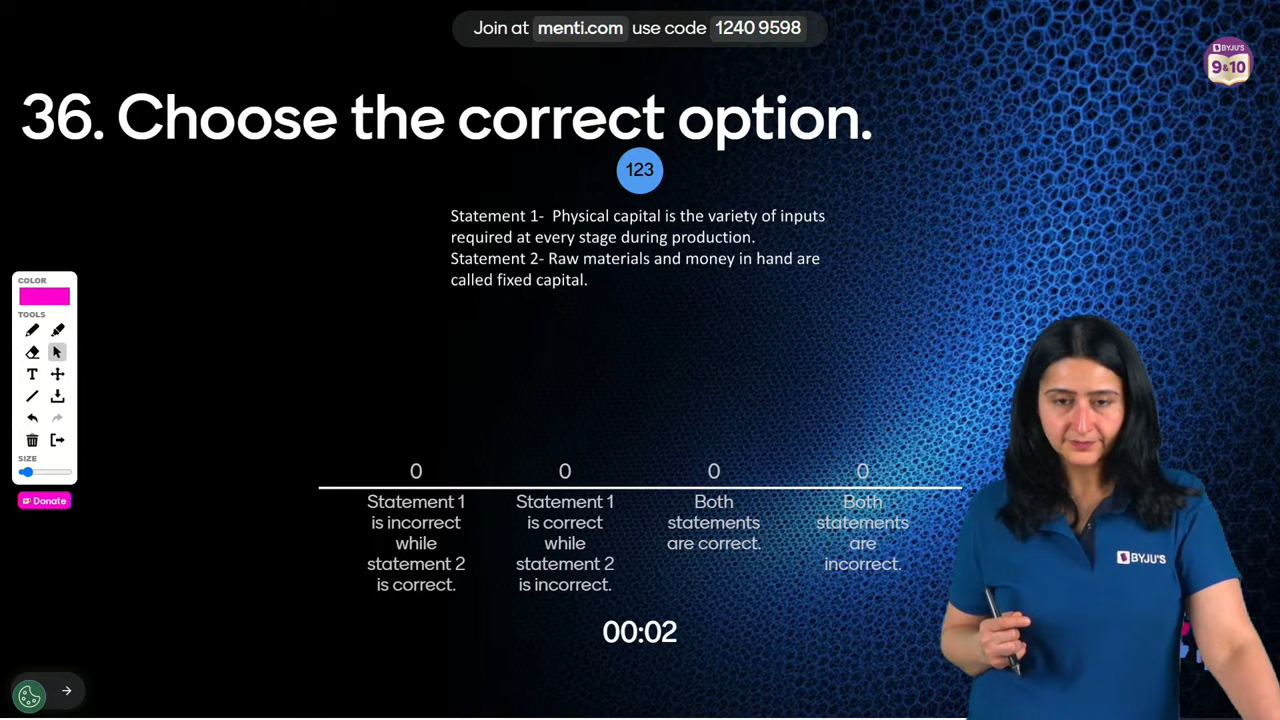 Join at menti.com use code 1240 9598
BYJU'S
9&10
36. Choose the correct option.
123
Statement 1-  Physical capital is the variety of inputs
required at every stage during production.
Statement 2- Raw materials and money in hand are
called fixed capital.
COLOR
TOOLS
T
SIZE
Donate
0
0
0
0
Statement 1
is incorrect
while
statement 2
is correct.
Statement 1
is correct
while
statement 2
is incorrect.
Both
statements
are correct.
Both
statements
are
incorrect.
00:02
BYJU'S